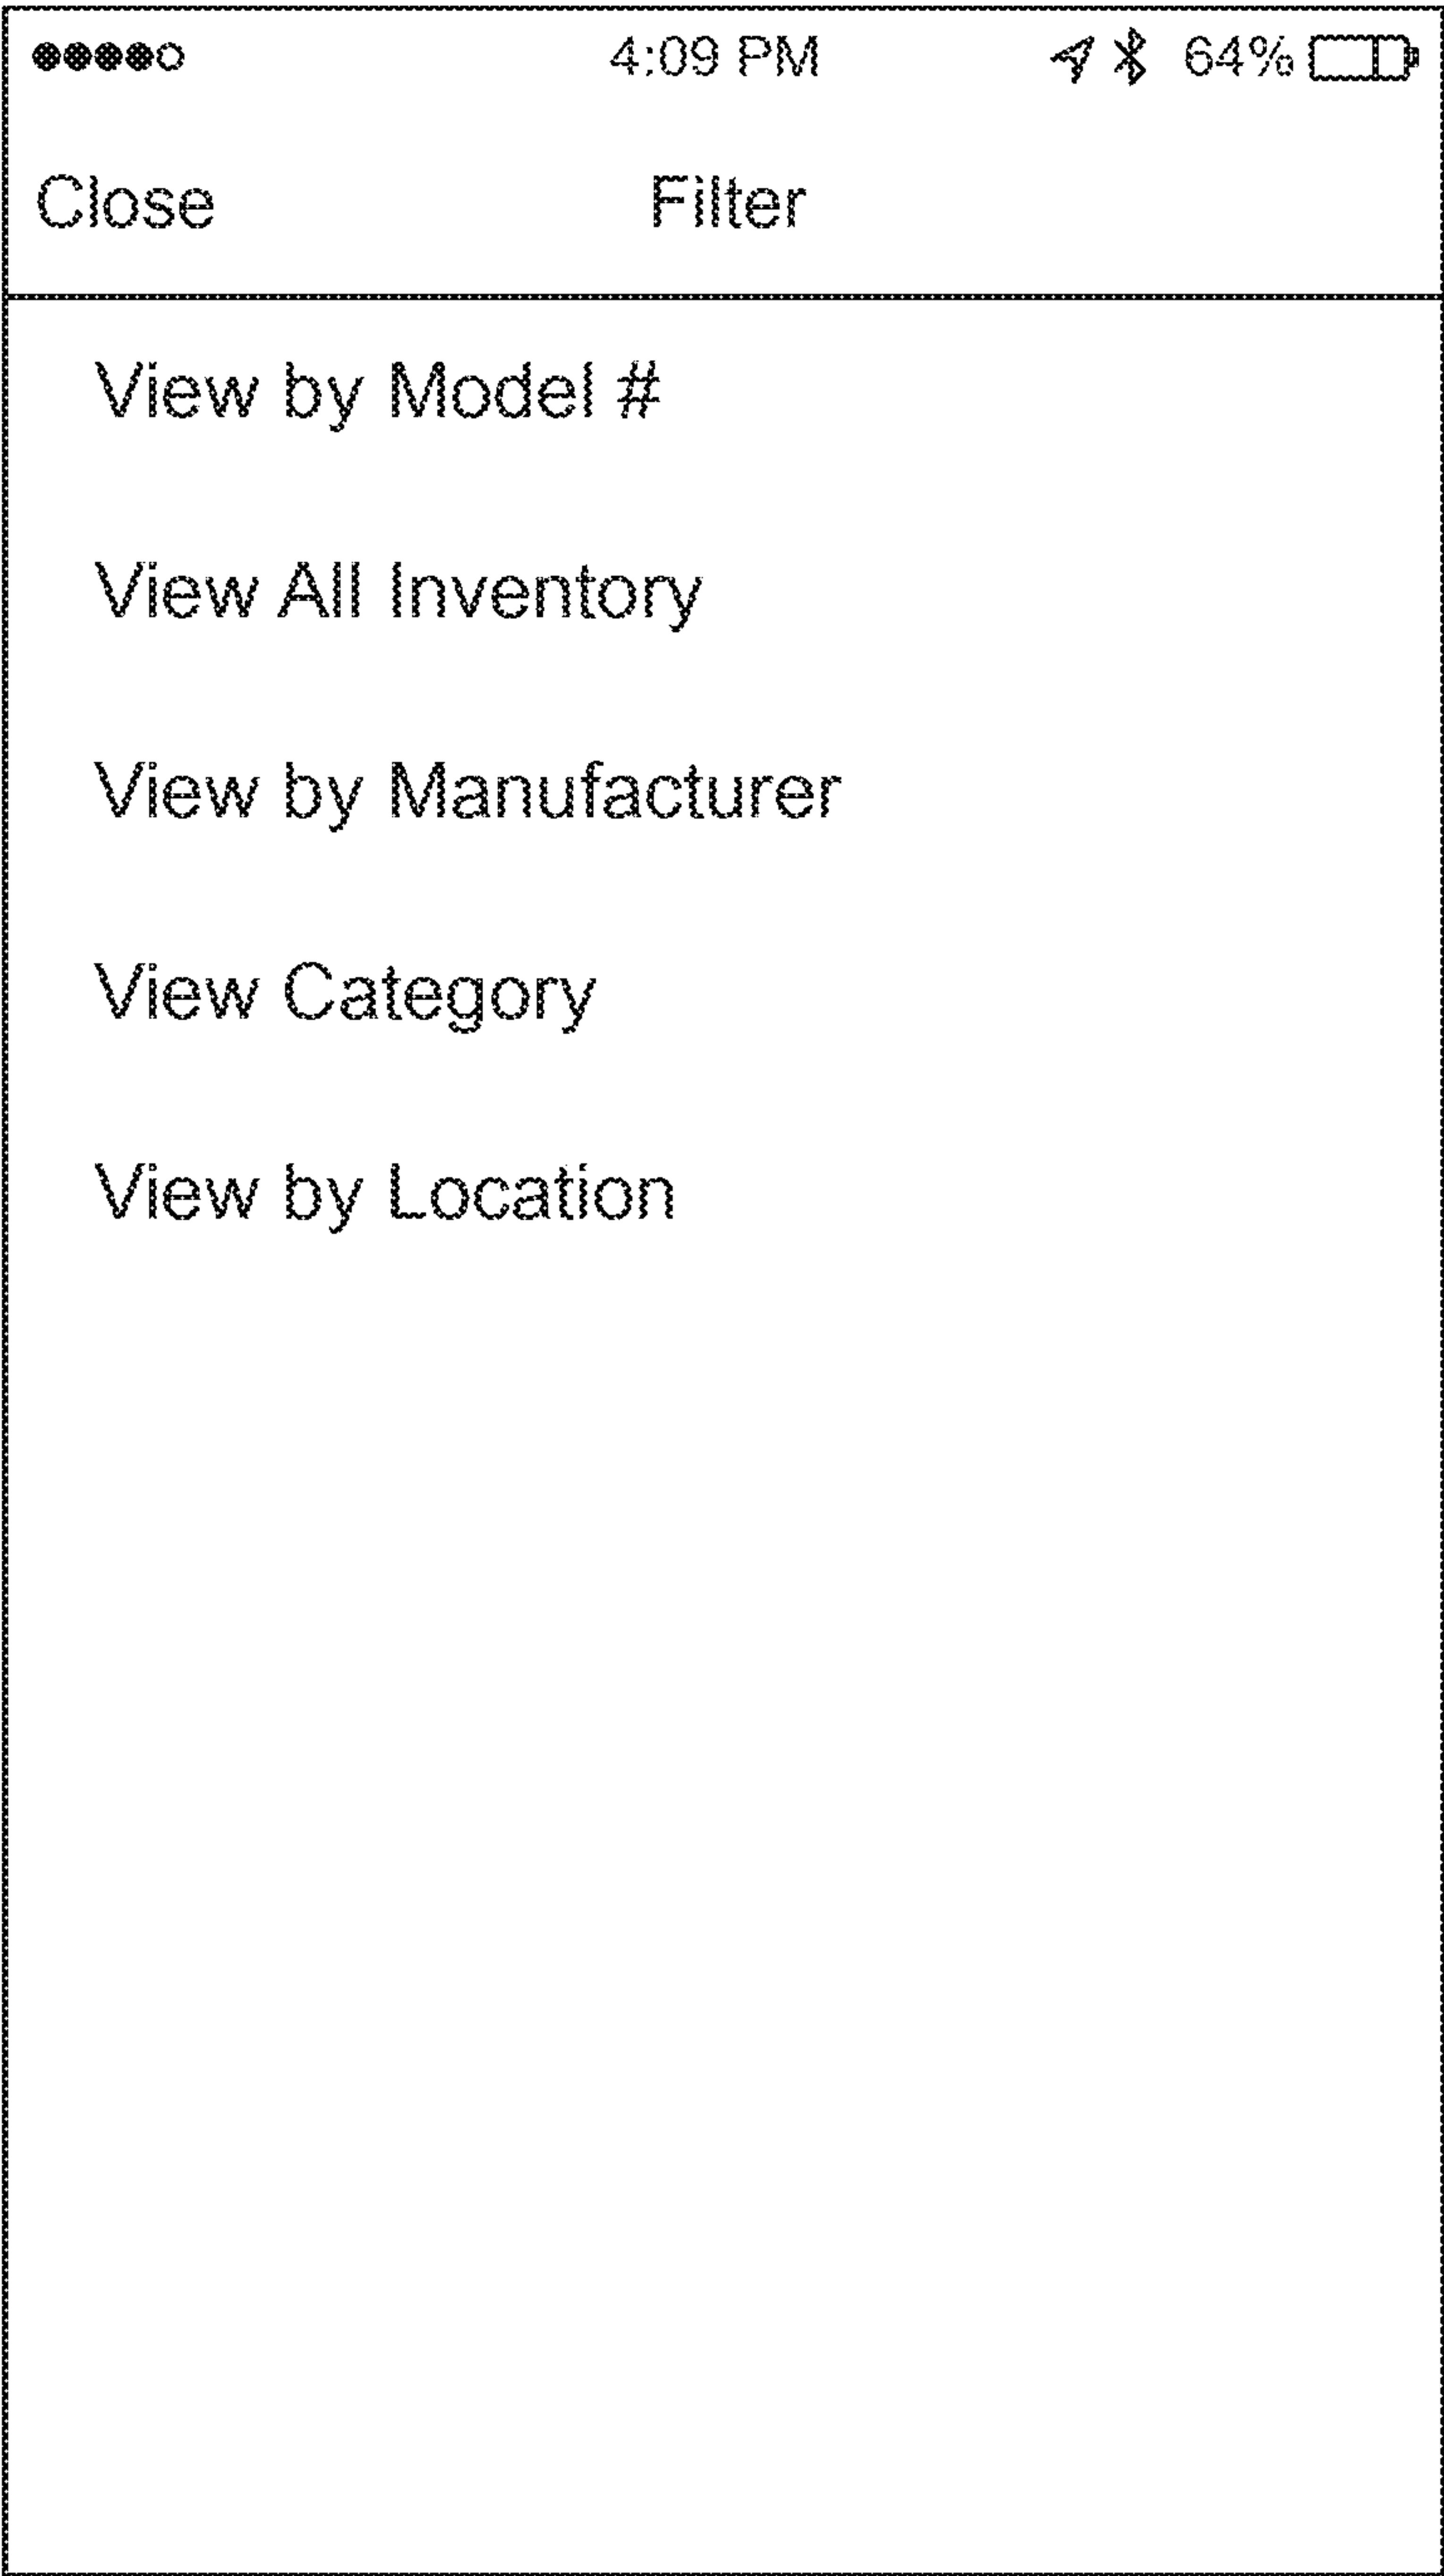 4:09 PM 64%
Close Filter
View by Model #
View All Inventory
View by Manufacturer
View Category
View by Location